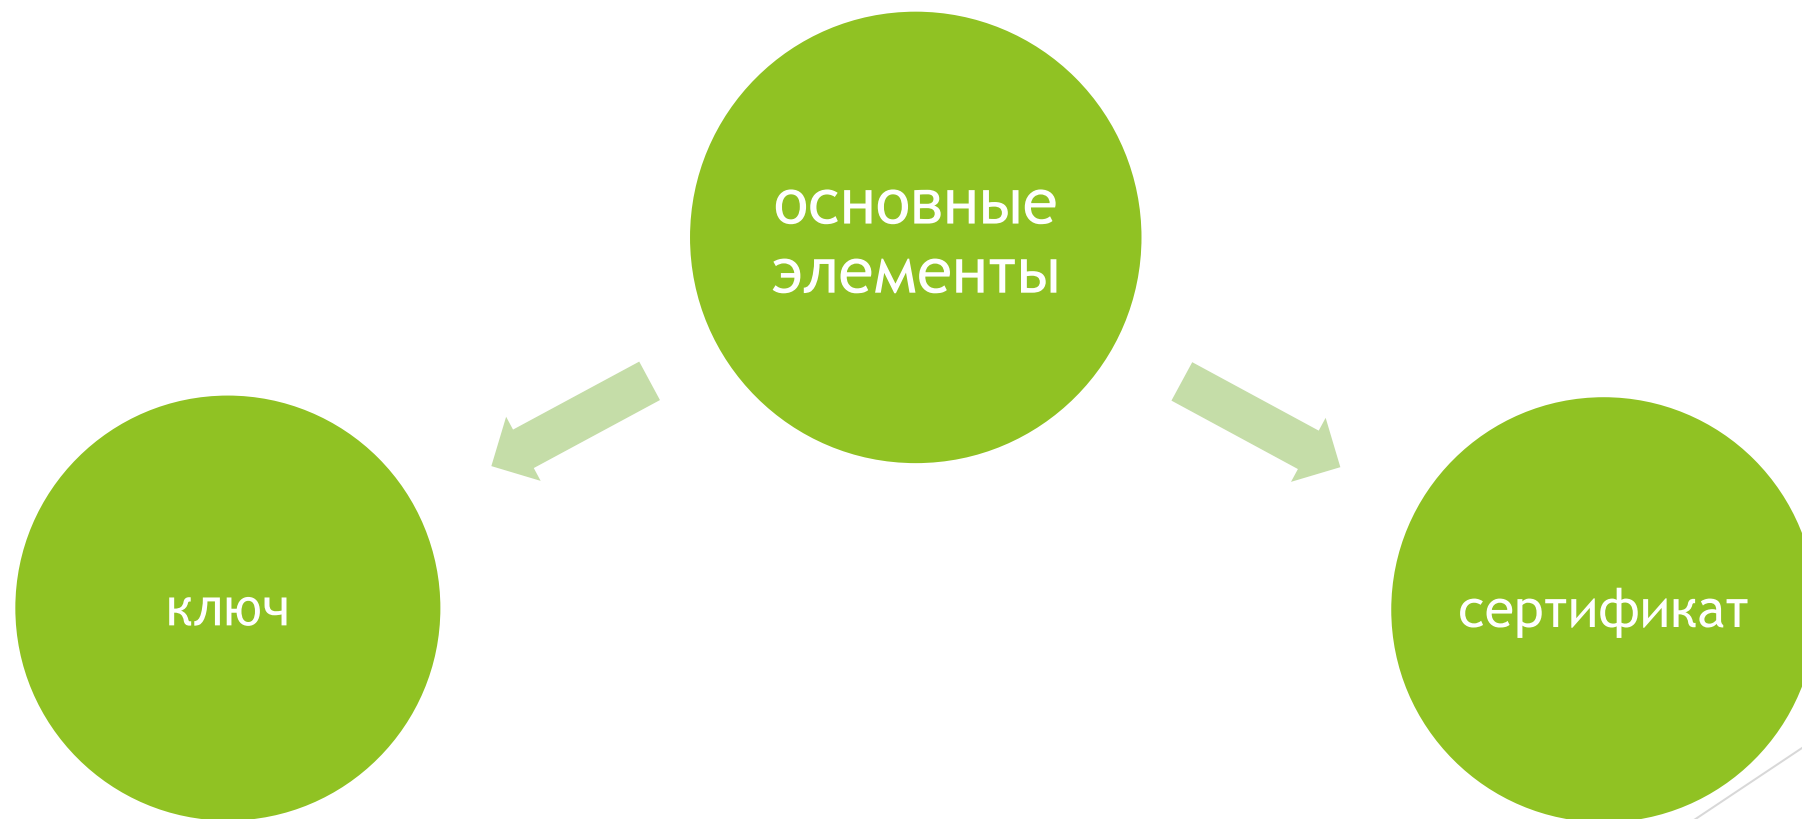 основные
элементы
ключ
сертификат